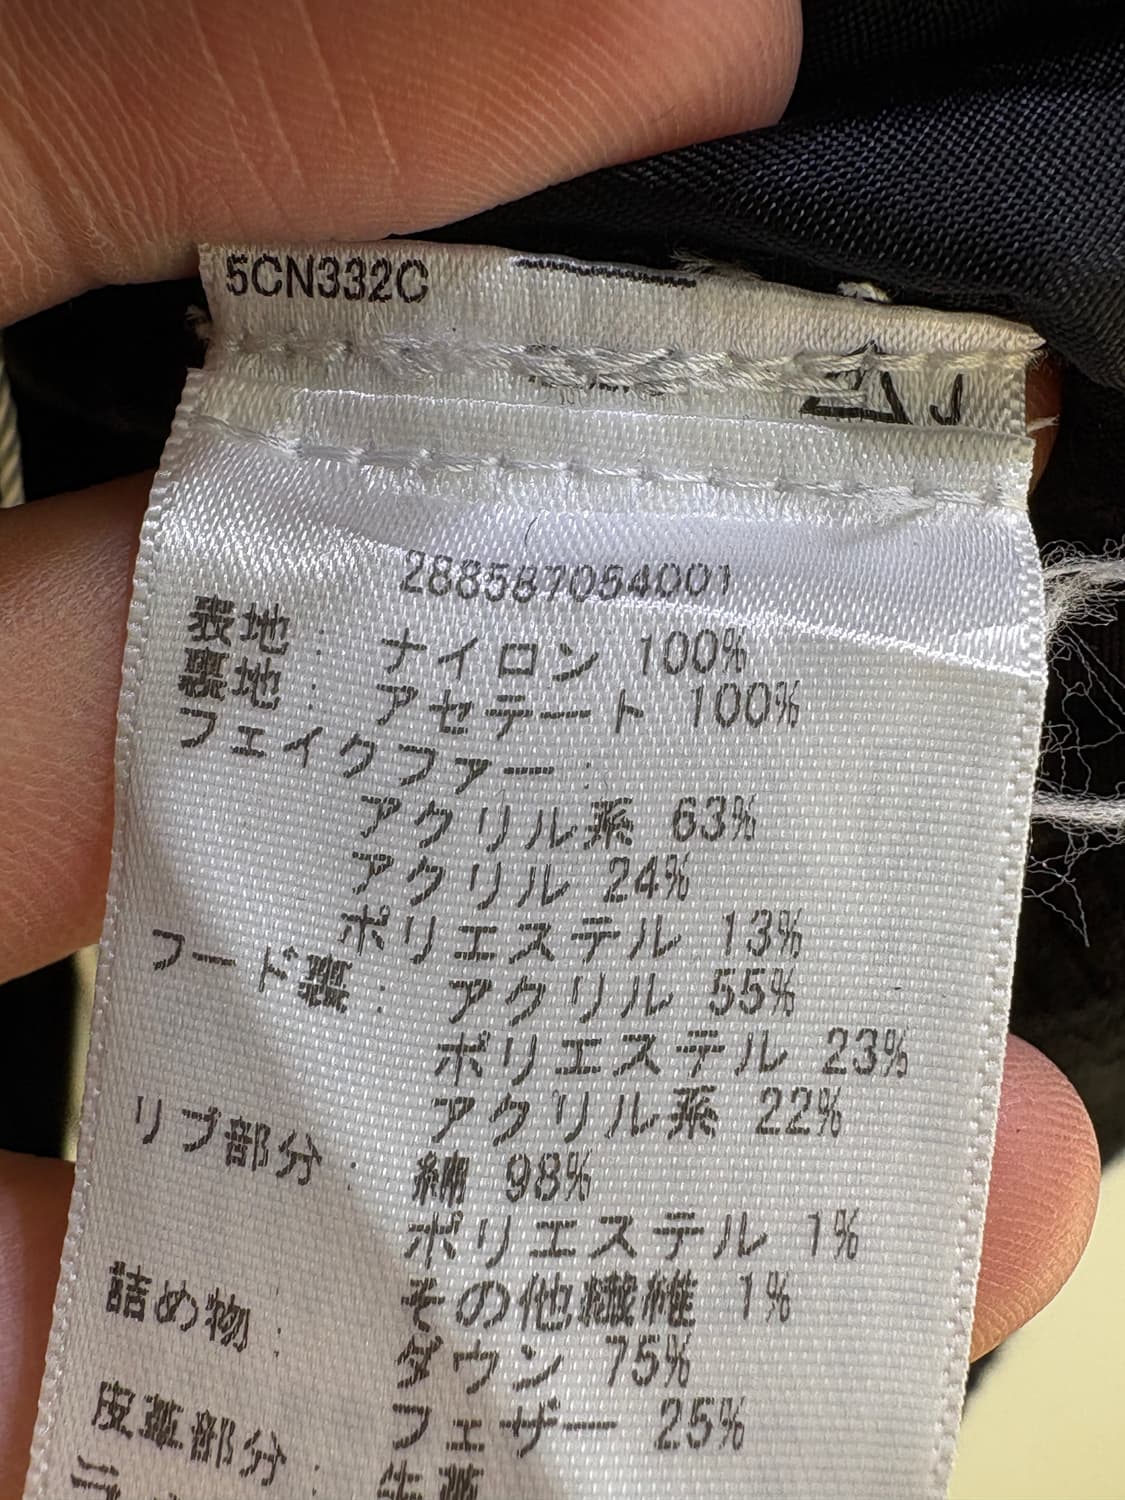 5CN332C
288587054001
表地: ナイロン 100%
裏地: アセテート 100%
フェイクファー:
アクリル系 63%
アクリル 24%
ポリエステル 13%
フード裏: アクリル 55%
ポリエステル 23%
アクリル系 22%
リブ部分: 綿 98%
ポリエステル 1%
その他繊維 1%
詰め物: ダウン 75%
フェザー 25%
皮革部分: 牛革